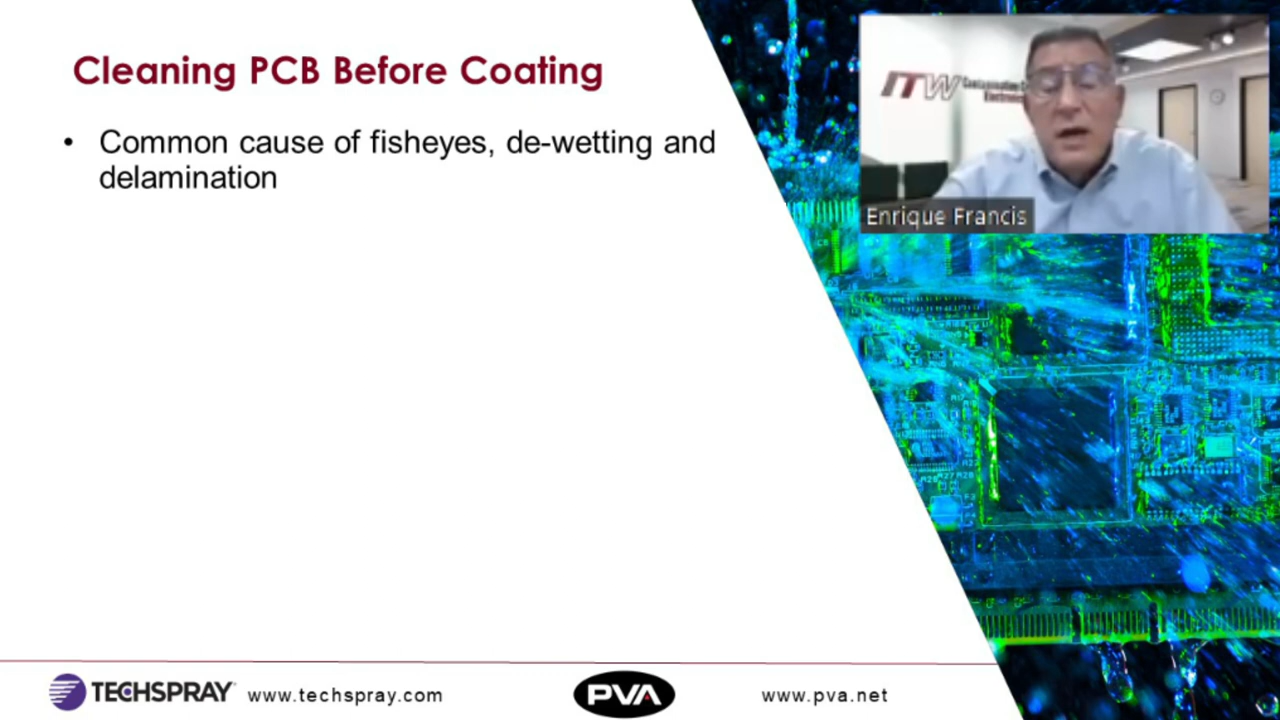 Cleaning PCB Before Coating
• Common cause of fisheyes, de-wetting and
delamination
ITW
Enrique Francis
TECHSPRAY
www.techspray.com
PVA
www.pva.net